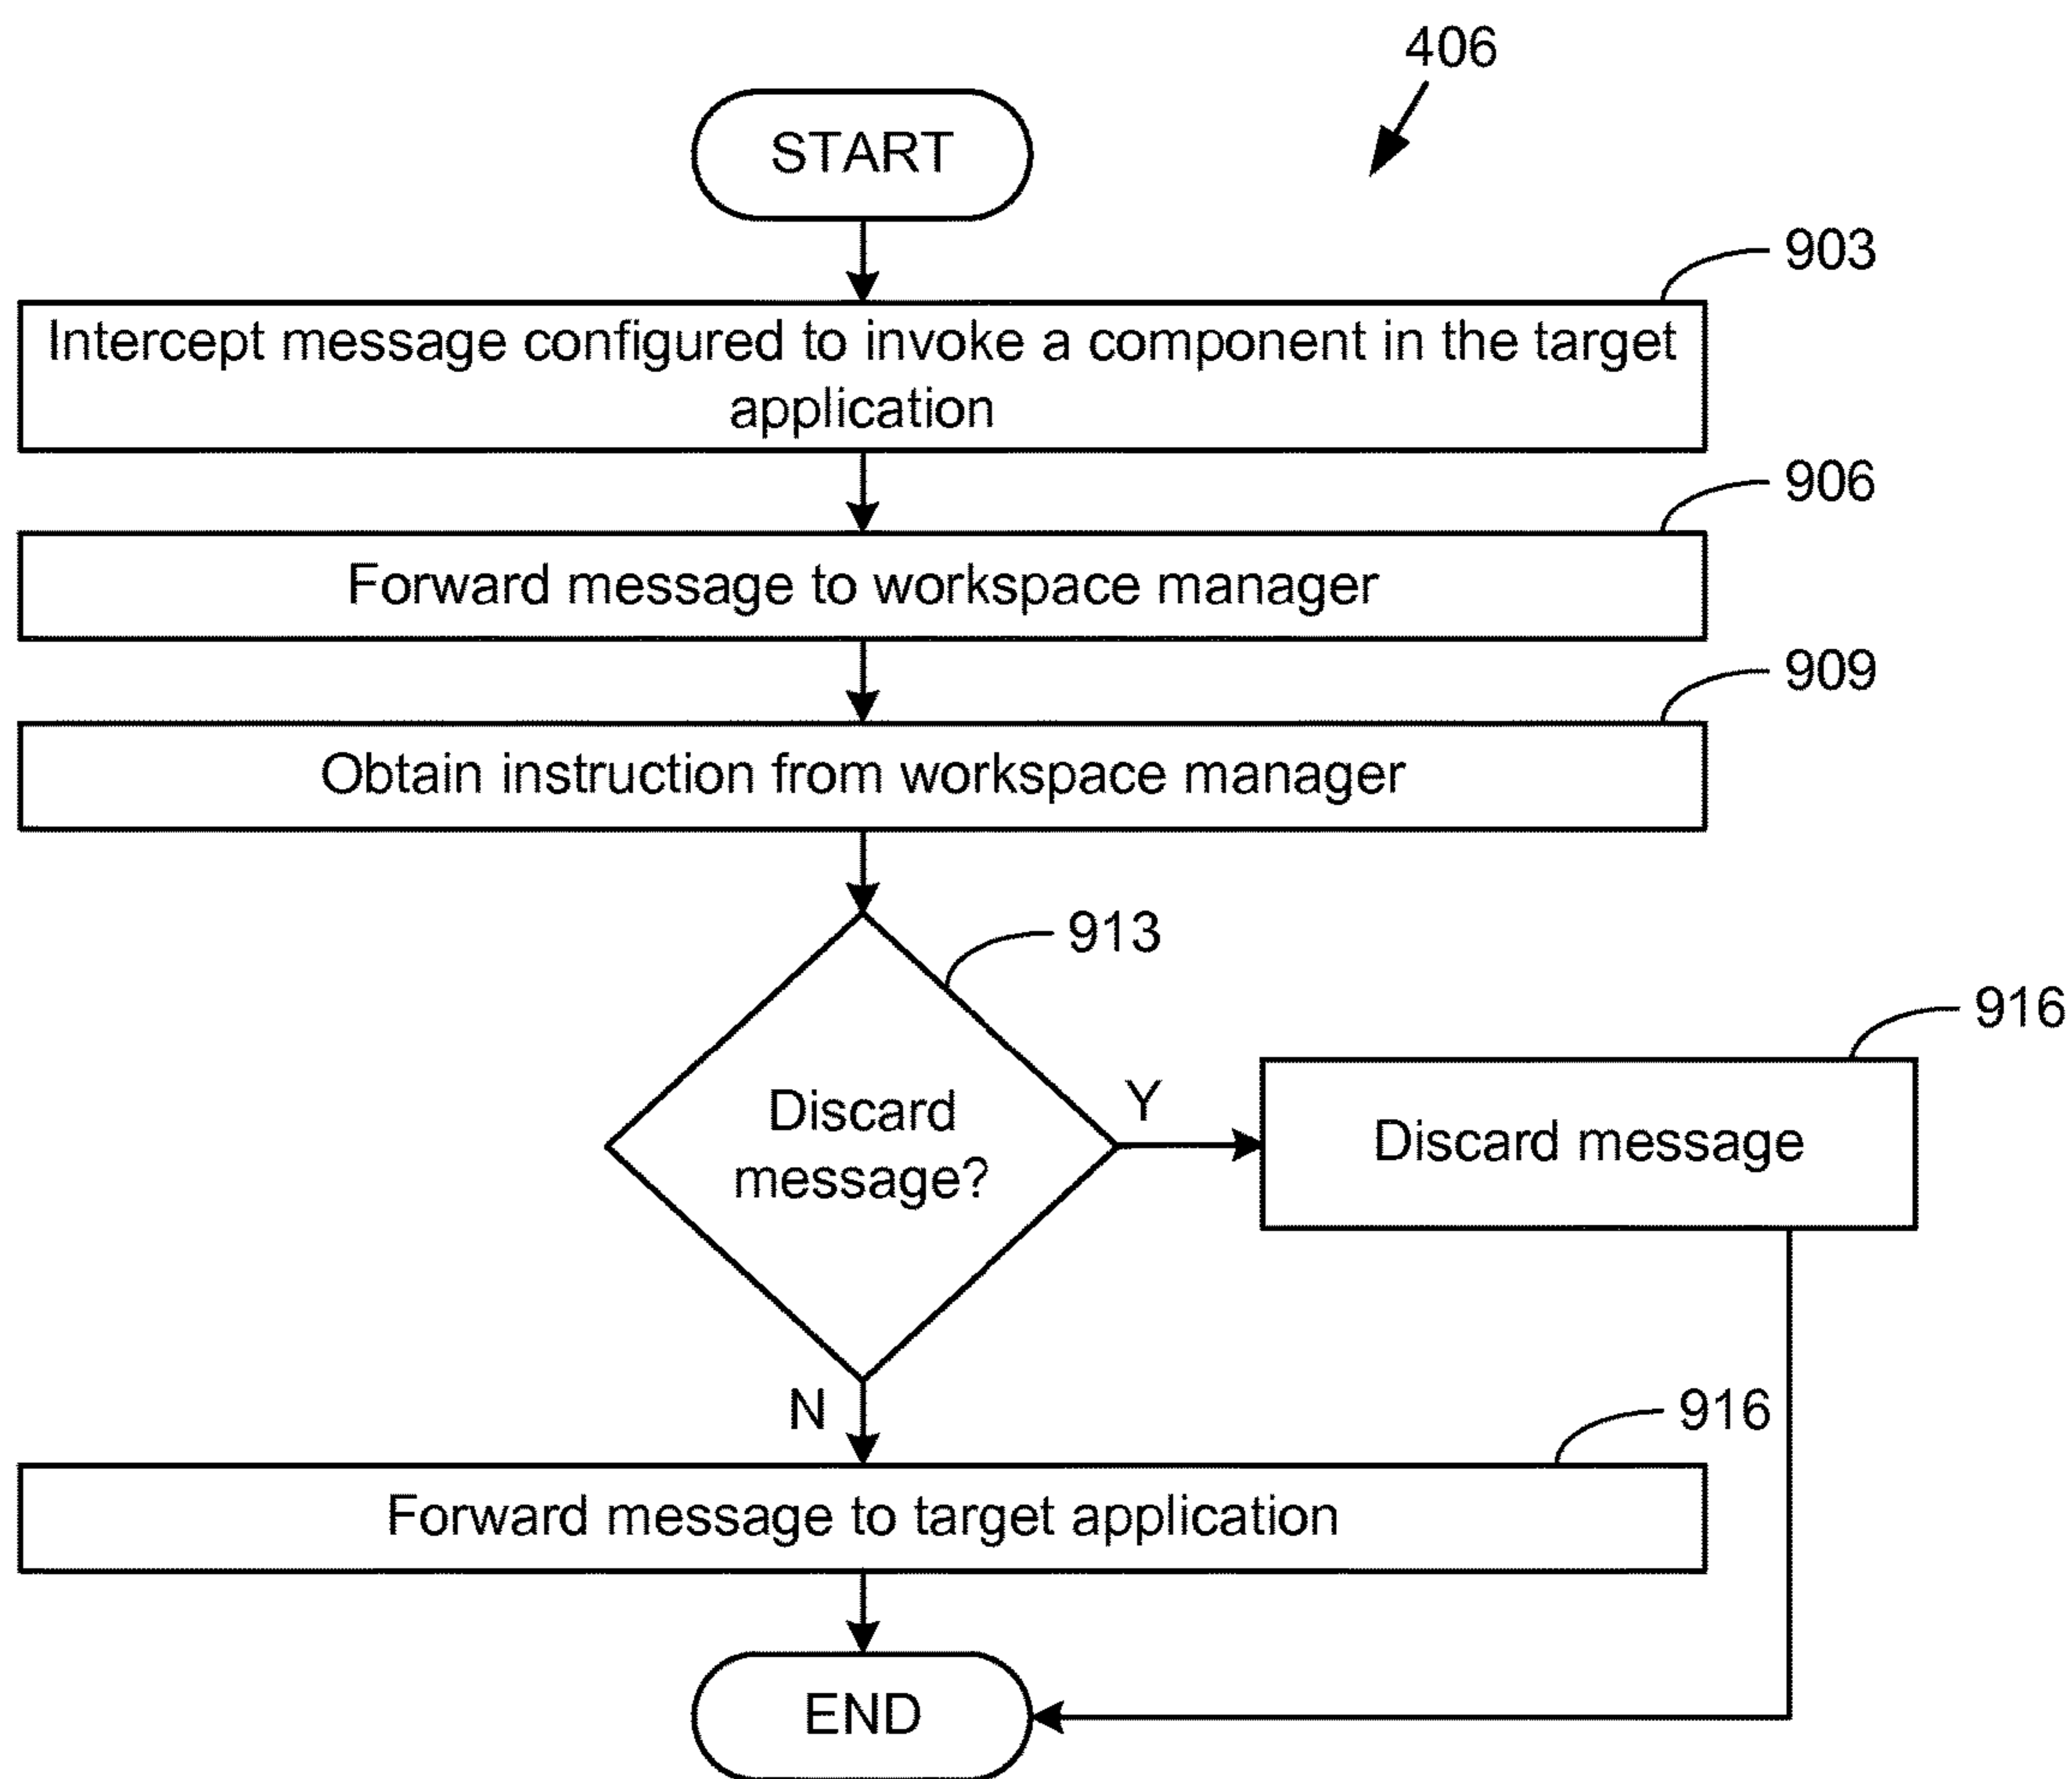 406
START
903
Intercept message configured to invoke a component in the target
application
906
Forward message to workspace manager
909
Obtain instruction from workspace manager
913
Discard
message?
Y
916
Discard message
N
916
Forward message to target application
END